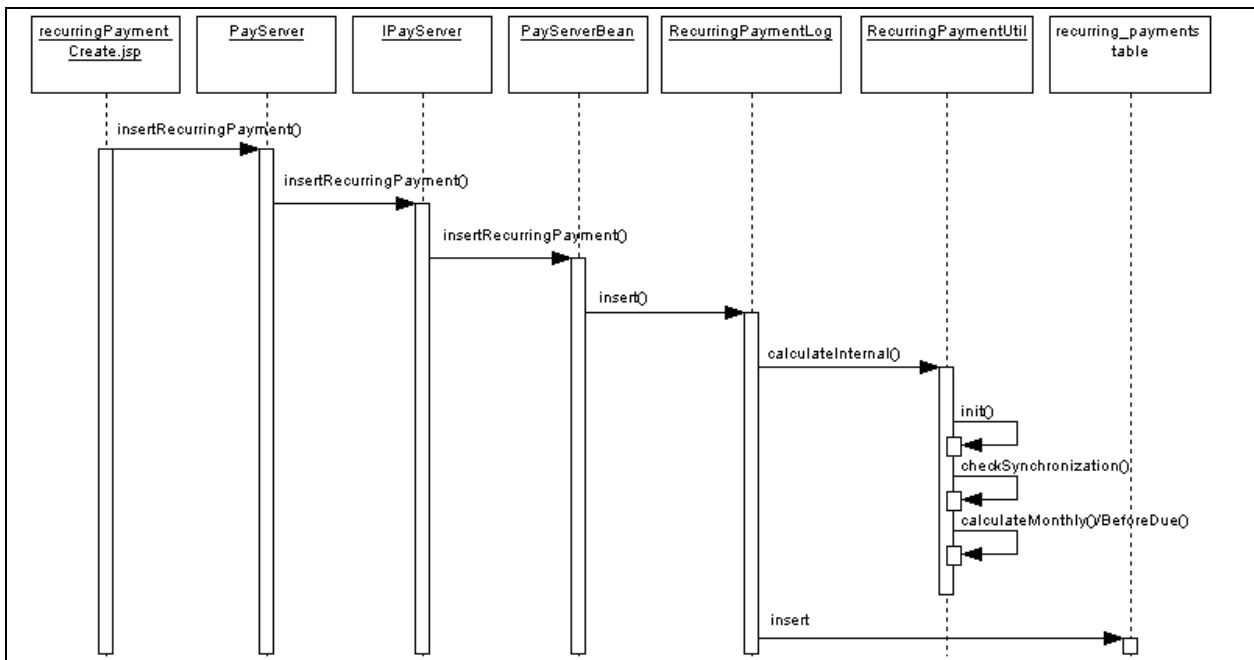 recurringPayment
Create.jsp
PayServer
IPayServer
PayServerBean
RecurringPaymentLog
RecurringPaymentUtil
recurring_payments
table
insertRecurringPayment()
insertRecurringPayment()
insertRecurringPayment()
insert()
calculateInternal()
init()
checkSynchronization()
calculateMonthly()/BeforeDue()
insert